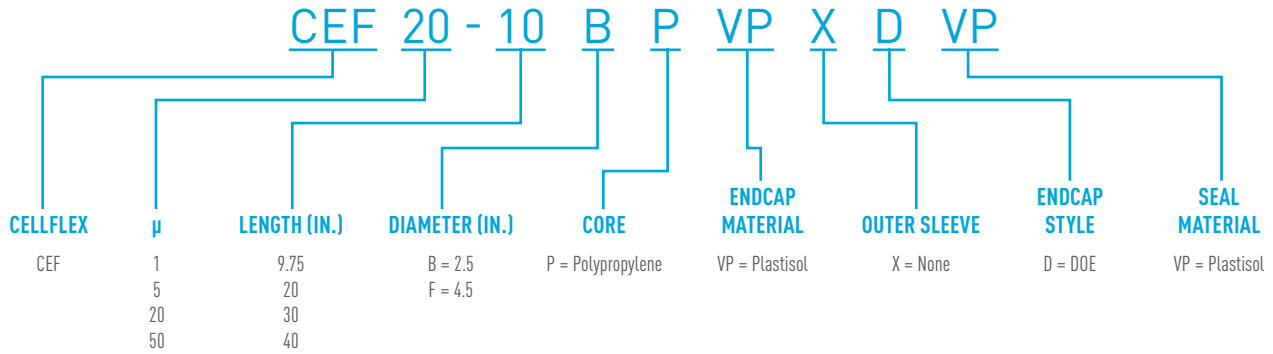 CEF 20 - 10 B P VP X D VP
CELLFLEX
CEF
µ
1
5
20
50
LENGTH (IN.)
9.75
20
30
40
DIAMETER (IN.)
B = 2.5
F = 4.5
CORE
P = Polypropylene
ENDCAP
MATERIAL
VP = Plastisol
OUTER SLEEVE
X = None
ENDCAP
STYLE
D = DOE
SEAL
MATERIAL
VP = Plastisol